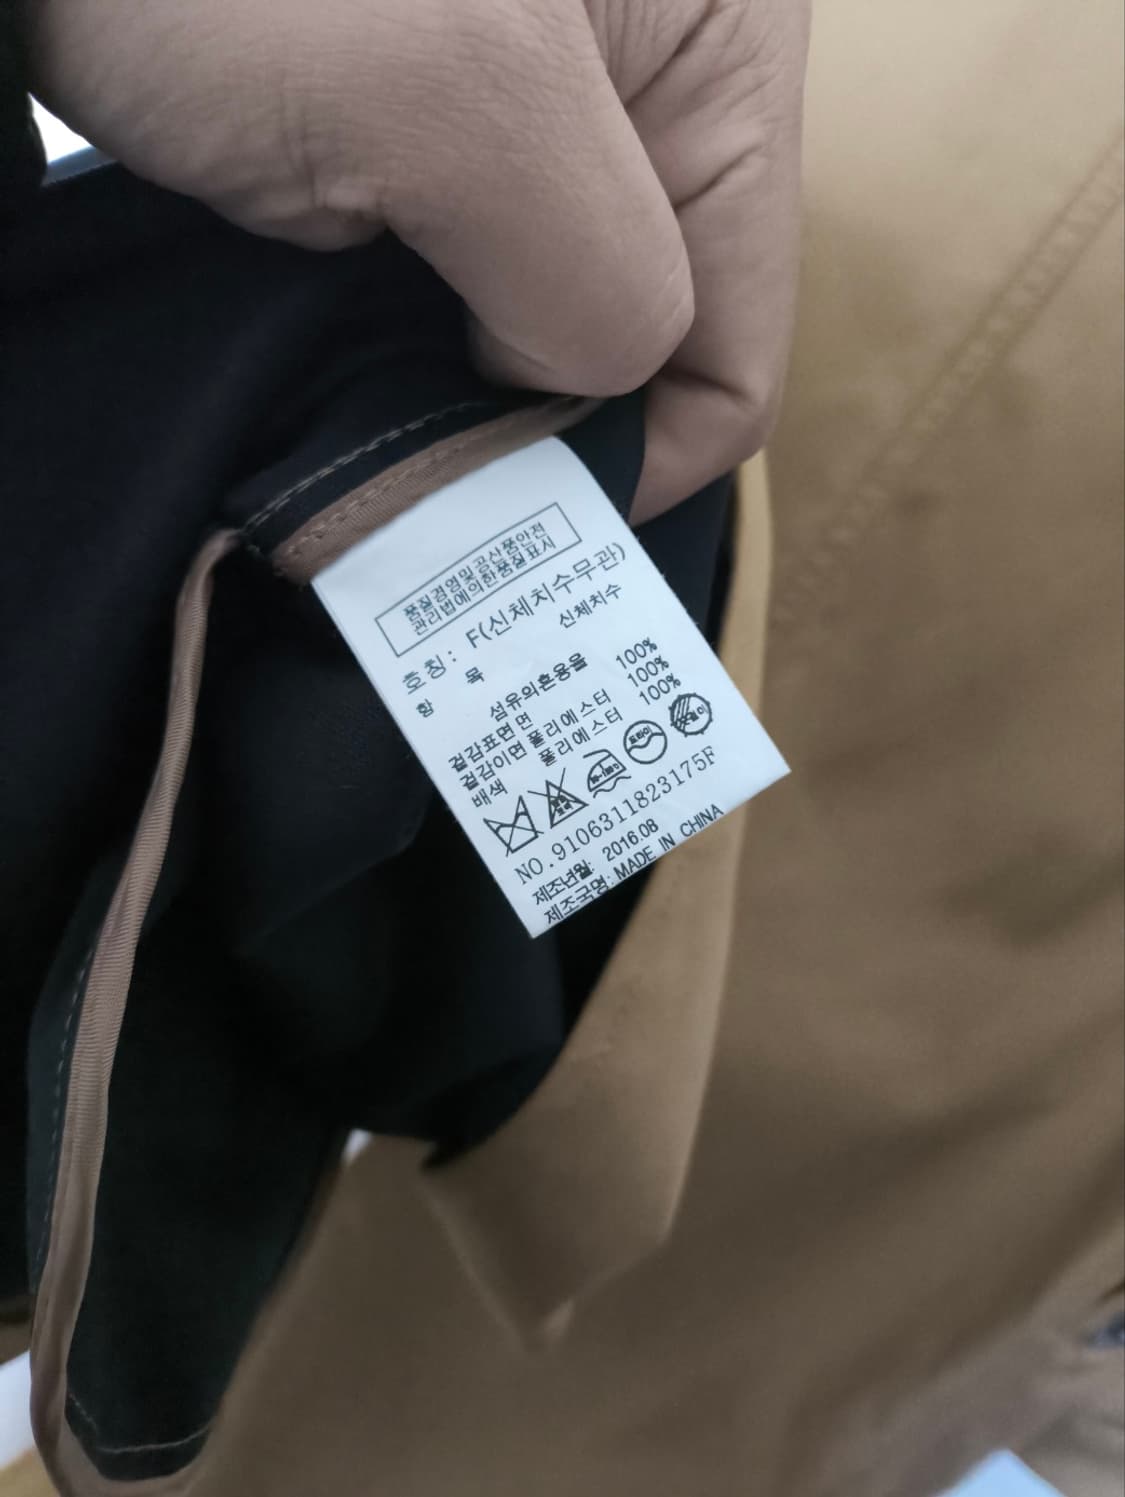 품질경영및공산품안전
관리법에의한품질표시
호칭: F(신체치수무관)
항 목 신체치수
섬유의혼용율
겉감표면 면 100%
겉감이면 폴리에스터 100%
배색 폴리에스터 100%
드라이
NO.9106311823175F
제조년월: 2016.08
제조국명: MADE IN CHINA